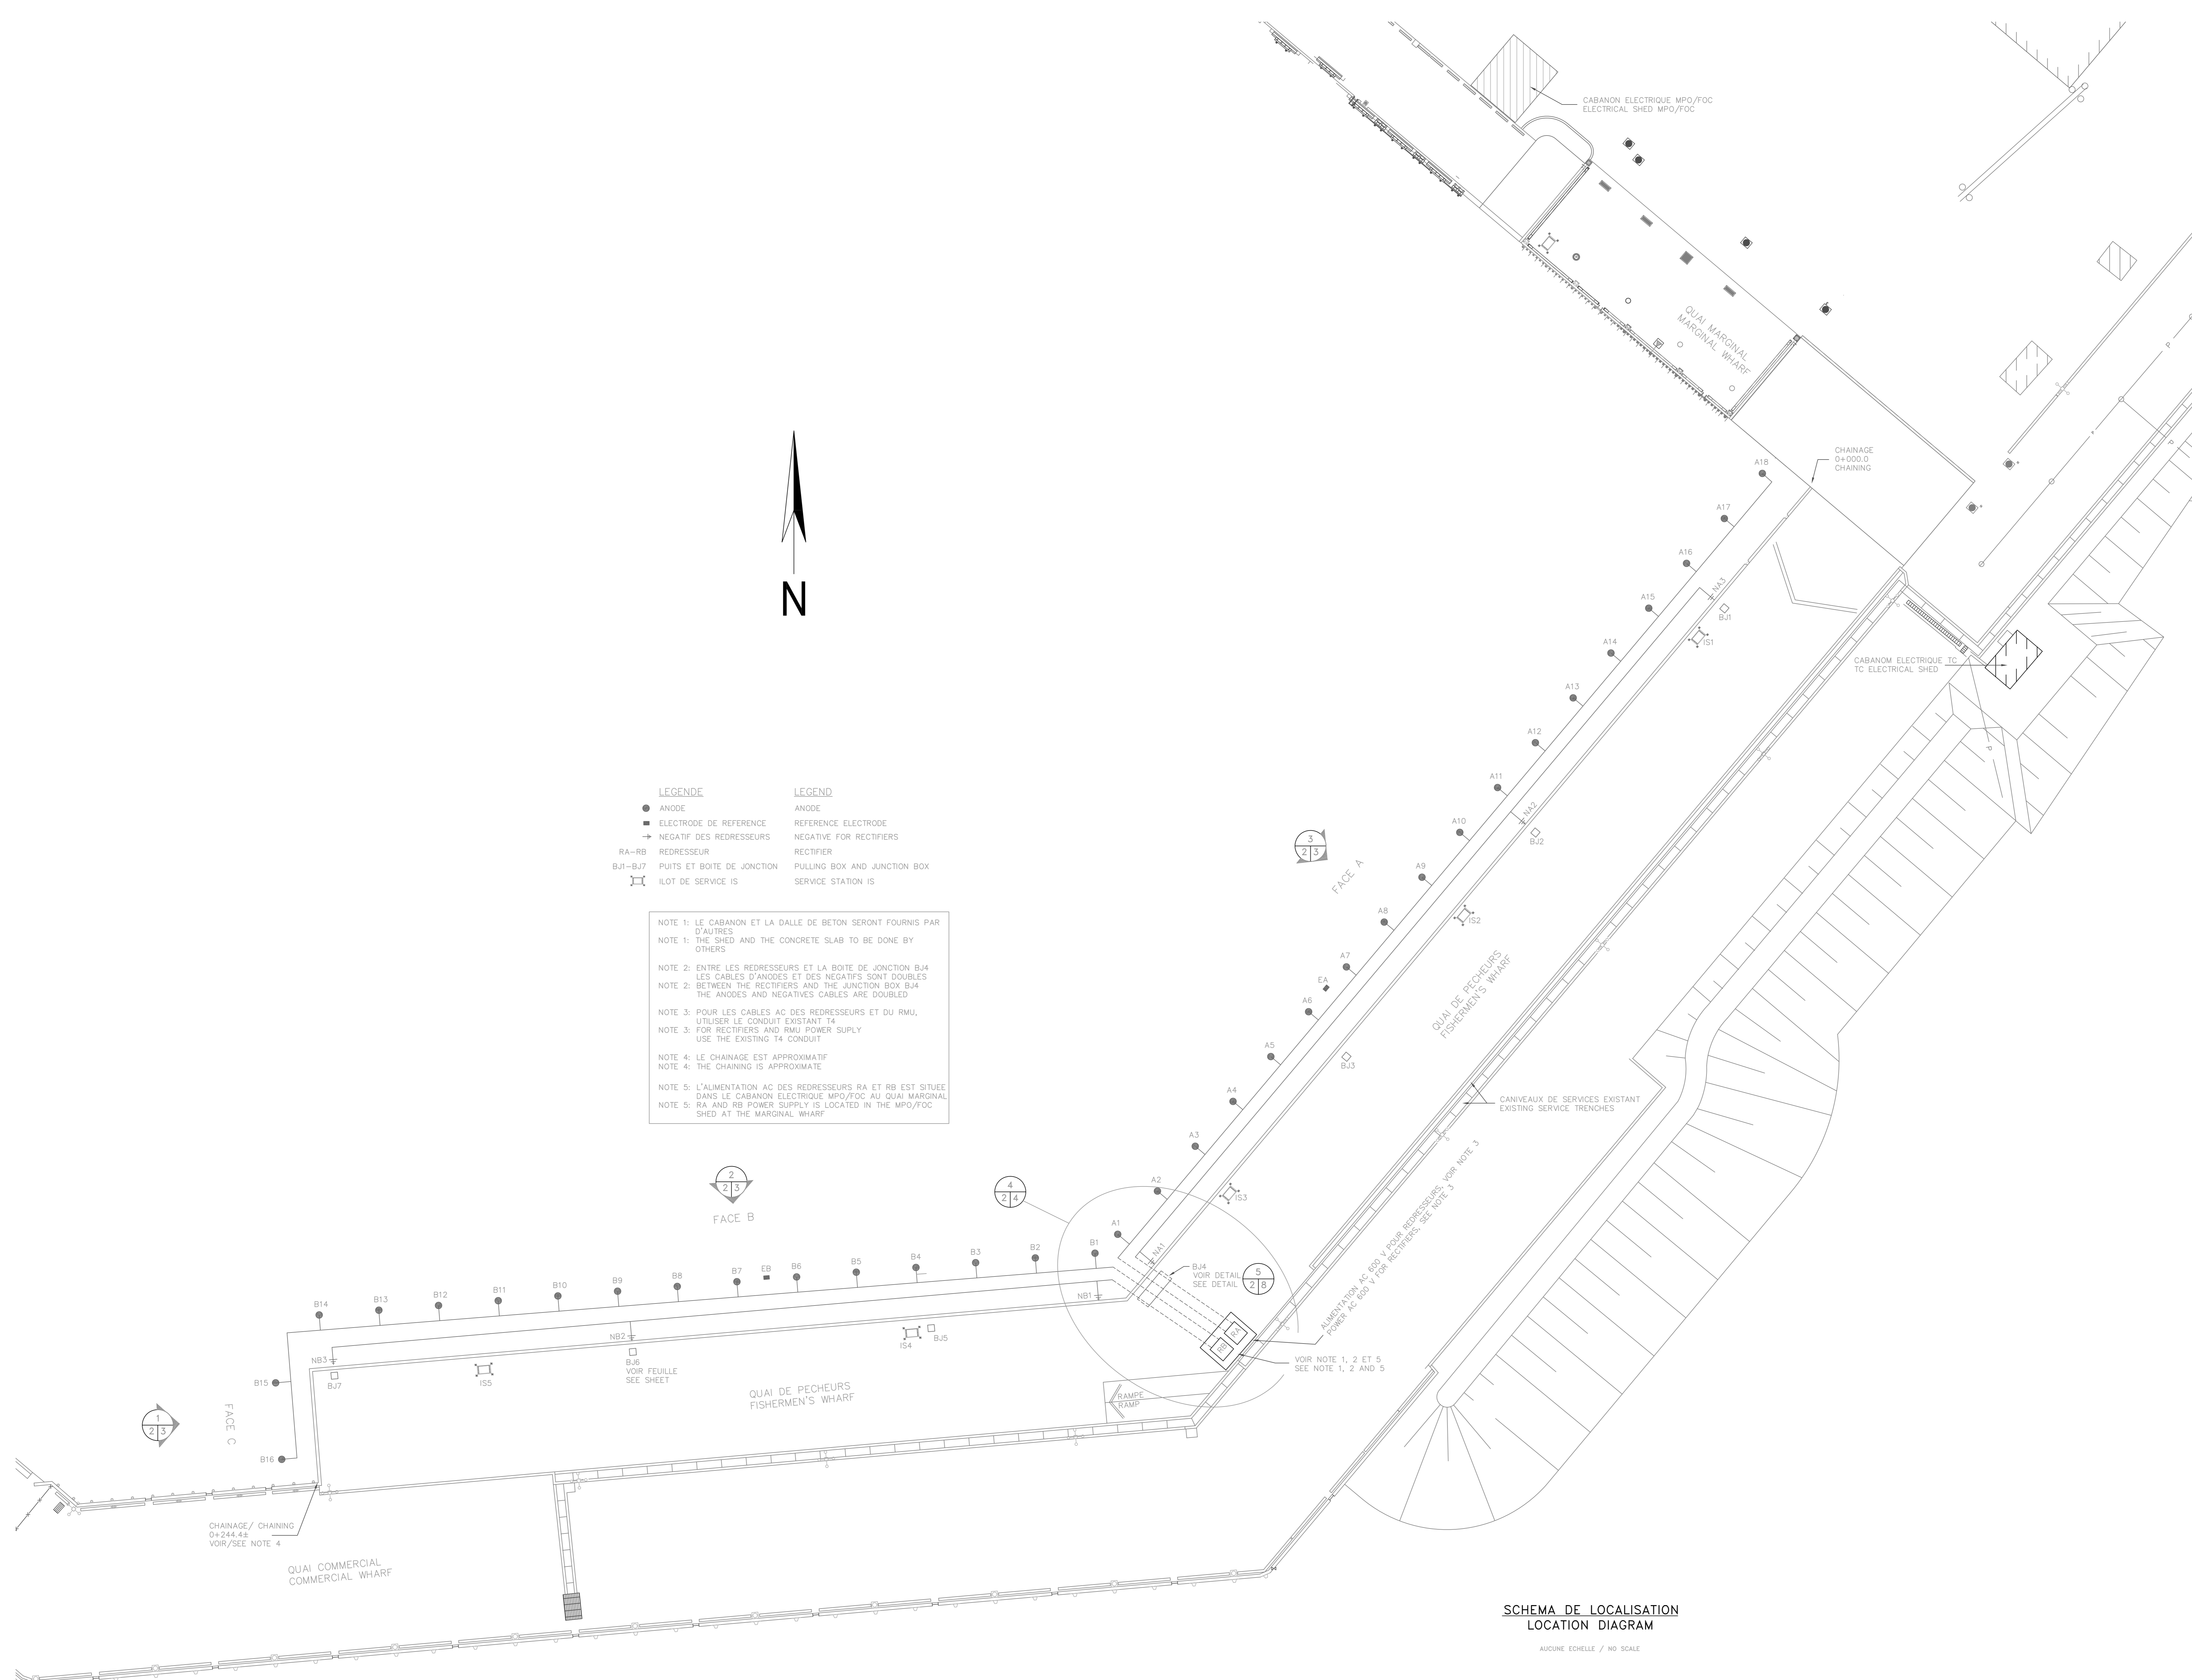 CABANON ELECTRIQUE MPO/FOC
ELECTRICAL SHED MPO/FOC
QUAI MARGINAL
MARGINAL WHARF
P
P
CHAINAGE
0+000.0
CHAINING
A18
A17
A16
A15
A14
A13
A12
A11
A10
A9
A8
A7
EA
A6
A5
A4
A3
A2
A1
NA3
BJ1
IS1
NA2
BJ2
IS2
BJ3
IS3
NA1
CABANOM ELECTRIQUE TC
TC ELECTRICAL SHED
P
N
LEGENDE LEGEND
ANODE ANODE
ELECTRODE DE REFERENCE REFERENCE ELECTRODE
NEGATIF DES REDRESSEURS NEGATIVE FOR RECTIFIERS
RA-RB REDRESSEUR RECTIFIER
BJ1-BJ7 PUITS ET BOITE DE JONCTION PULLING BOX AND JUNCTION BOX
ILOT DE SERVICE IS SERVICE STATION IS
3
2 3
FACE A
QUAI DE PECHEURS
FISHERMEN'S WHARF
NOTE 1: LE CABANON ET LA DALLE DE BETON SERONT FOURNIS PAR
D'AUTRES
NOTE 1: THE SHED AND THE CONCRETE SLAB TO BE DONE BY
OTHERS
NOTE 2: ENTRE LES REDRESSEURS ET LA BOITE DE JONCTION BJ4
LES CABLES D'ANODES ET DES NEGATIFS SONT DOUBLES
NOTE 2: BETWEEN THE RECTIFIERS AND THE JUNCTION BOX BJ4
THE ANODES AND NEGATIVES CABLES ARE DOUBLED
NOTE 3: POUR LES CABLES AC DES REDRESSEURS ET DU RMU,
UTILISER LE CONDUIT EXISTANT T4
NOTE 3: FOR RECTIFIERS AND RMU POWER SUPLY
USE THE EXISTING T4 CONDUIT
NOTE 4: LE CHAINAGE EST APPROXIMATIF
NOTE 4: THE CHAINING IS APPROXIMATE
NOTE 5: L'ALIMENTATION AC DES REDRESSEURS RA ET RB EST SITUEE
DANS LE CABANON ELECTRIQUE MPO/FOC AU QUAI MARGINAL
NOTE 5: RA AND RB POWER SUPPLY IS LOCATED IN THE MPO/FOC
SHED AT THE MARGINAL WHARF
CANIVEAUX DE SERVICES EXISTANT
EXISTING SERVICE TRENCHES
ALIMENTATION AC 600 V POUR REDRESSEURS, VOIR NOTE 3
POWER AC 600 V FOR RECTIFIERS, SEE NOTE 3
2
2 3
FACE B
4
2 4
BJ4
VOIR DETAIL
SEE DETAIL
5
2 8
B1
B2
B3
B4
B5
B6
EB
B7
B8
B9
B10
B11
B12
B13
B14
NB1
NB2
NB3
RA
RB
VOIR NOTE 1, 2 ET 5
SEE NOTE 1, 2 AND 5
IS4
BJ5
BJ6
VOIR FEUILLE
SEE SHEET
IS5
BJ7
B15
B16
QUAI DE PECHEURS
FISHERMEN'S WHARF
RAMPE
RAMP
1
2 3
FACE C
CHAINAGE/ CHAINING
0+244.4±
VOIR/SEE NOTE 4
QUAI COMMERCIAL
COMMERCIAL WHARF
SCHEMA DE LOCALISATION
LOCATION DIAGRAM
AUCUNE ECHELLE / NO SCALE